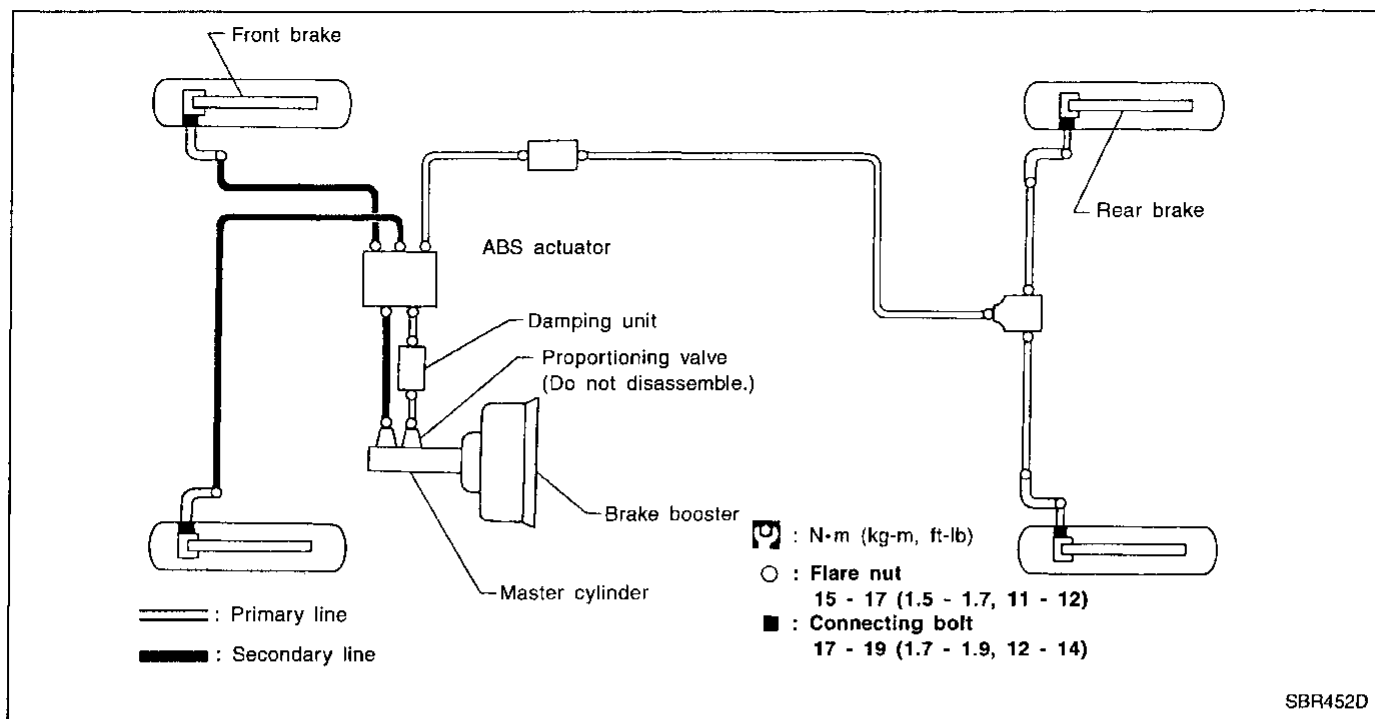 Front brake
Rear brake
ABS actuator
Damping unit
Proportioning valve
(Do not disassemble.)
Brake booster
Master cylinder
: Primary line
: Secondary line
: N•m (kg-m, ft-lb)
: Flare nut
15 - 17 (1.5 - 1.7, 11 - 12)
: Connecting bolt
17 - 19 (1.7 - 1.9, 12 - 14)
SBR452D